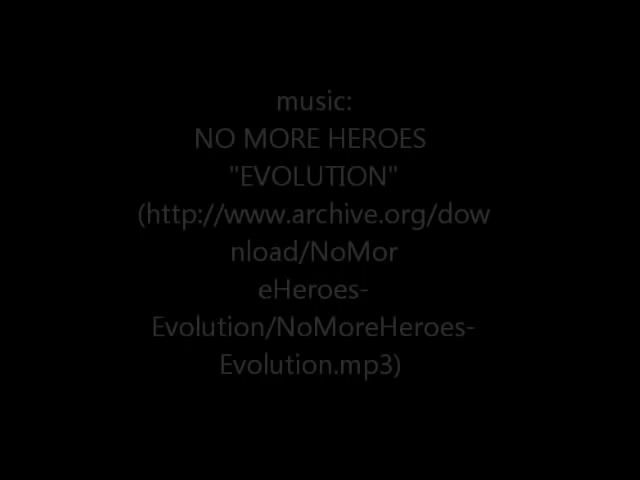 music:
NO MORE HEROES
"EVOLUTION"
(http://www.archive.org/dow
nload/NoMor
eHeroes-
Evolution/NoMoreHeroes-
Evolution.mp3)